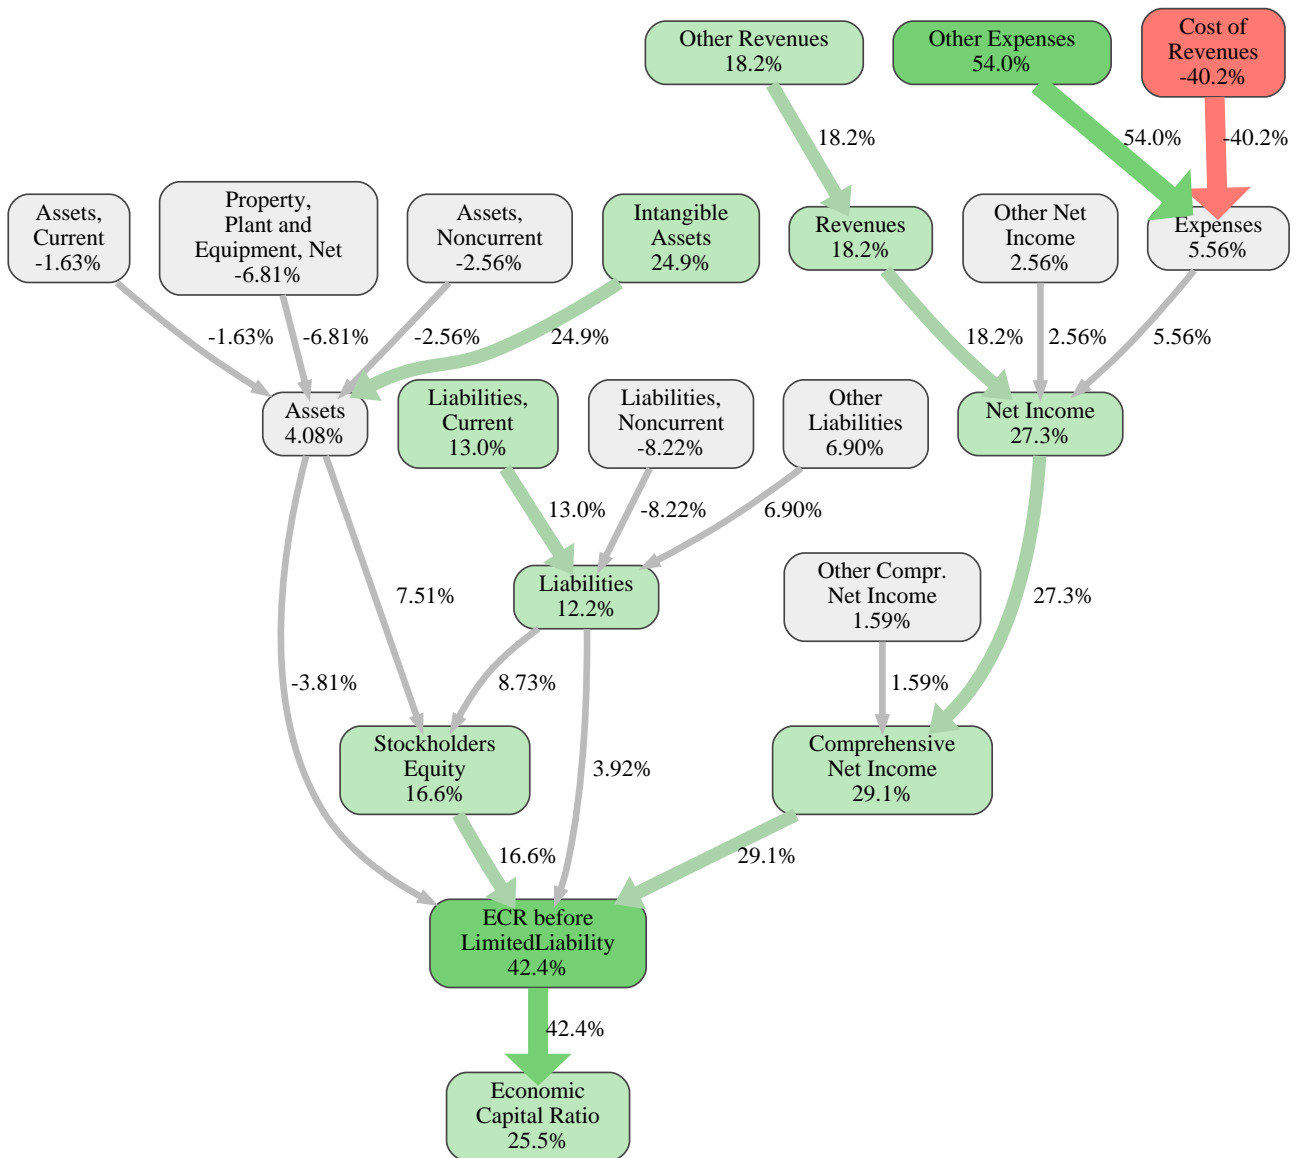 Other Revenues
18.2%
Other Expenses
54.0%
Cost of
Revenues
-40.2%
18.2%
54.0%
-40.2%
Assets,
Current
-1.63%
Property,
Plant and
Equipment, Net
-6.81%
Assets,
Noncurrent
-2.56%
Intangible
Assets
24.9%
Revenues
18.2%
Other Net
Income
2.56%
Expenses
5.56%
-1.63%
-6.81%
-2.56%
24.9%
18.2%
2.56%
5.56%
Assets
4.08%
Liabilities,
Current
13.0%
Liabilities,
Noncurrent
-8.22%
Other
Liabilities
6.90%
Net Income
27.3%
13.0%
-8.22%
6.90%
7.51%
Liabilities
12.2%
Other Compr.
Net Income
1.59%
27.3%
-3.81%
8.73%
1.59%
Stockholders
Equity
16.6%
3.92%
Comprehensive
Net Income
29.1%
16.6%
29.1%
ECR before
LimitedLiability
42.4%
42.4%
Economic
Capital Ratio
25.5%